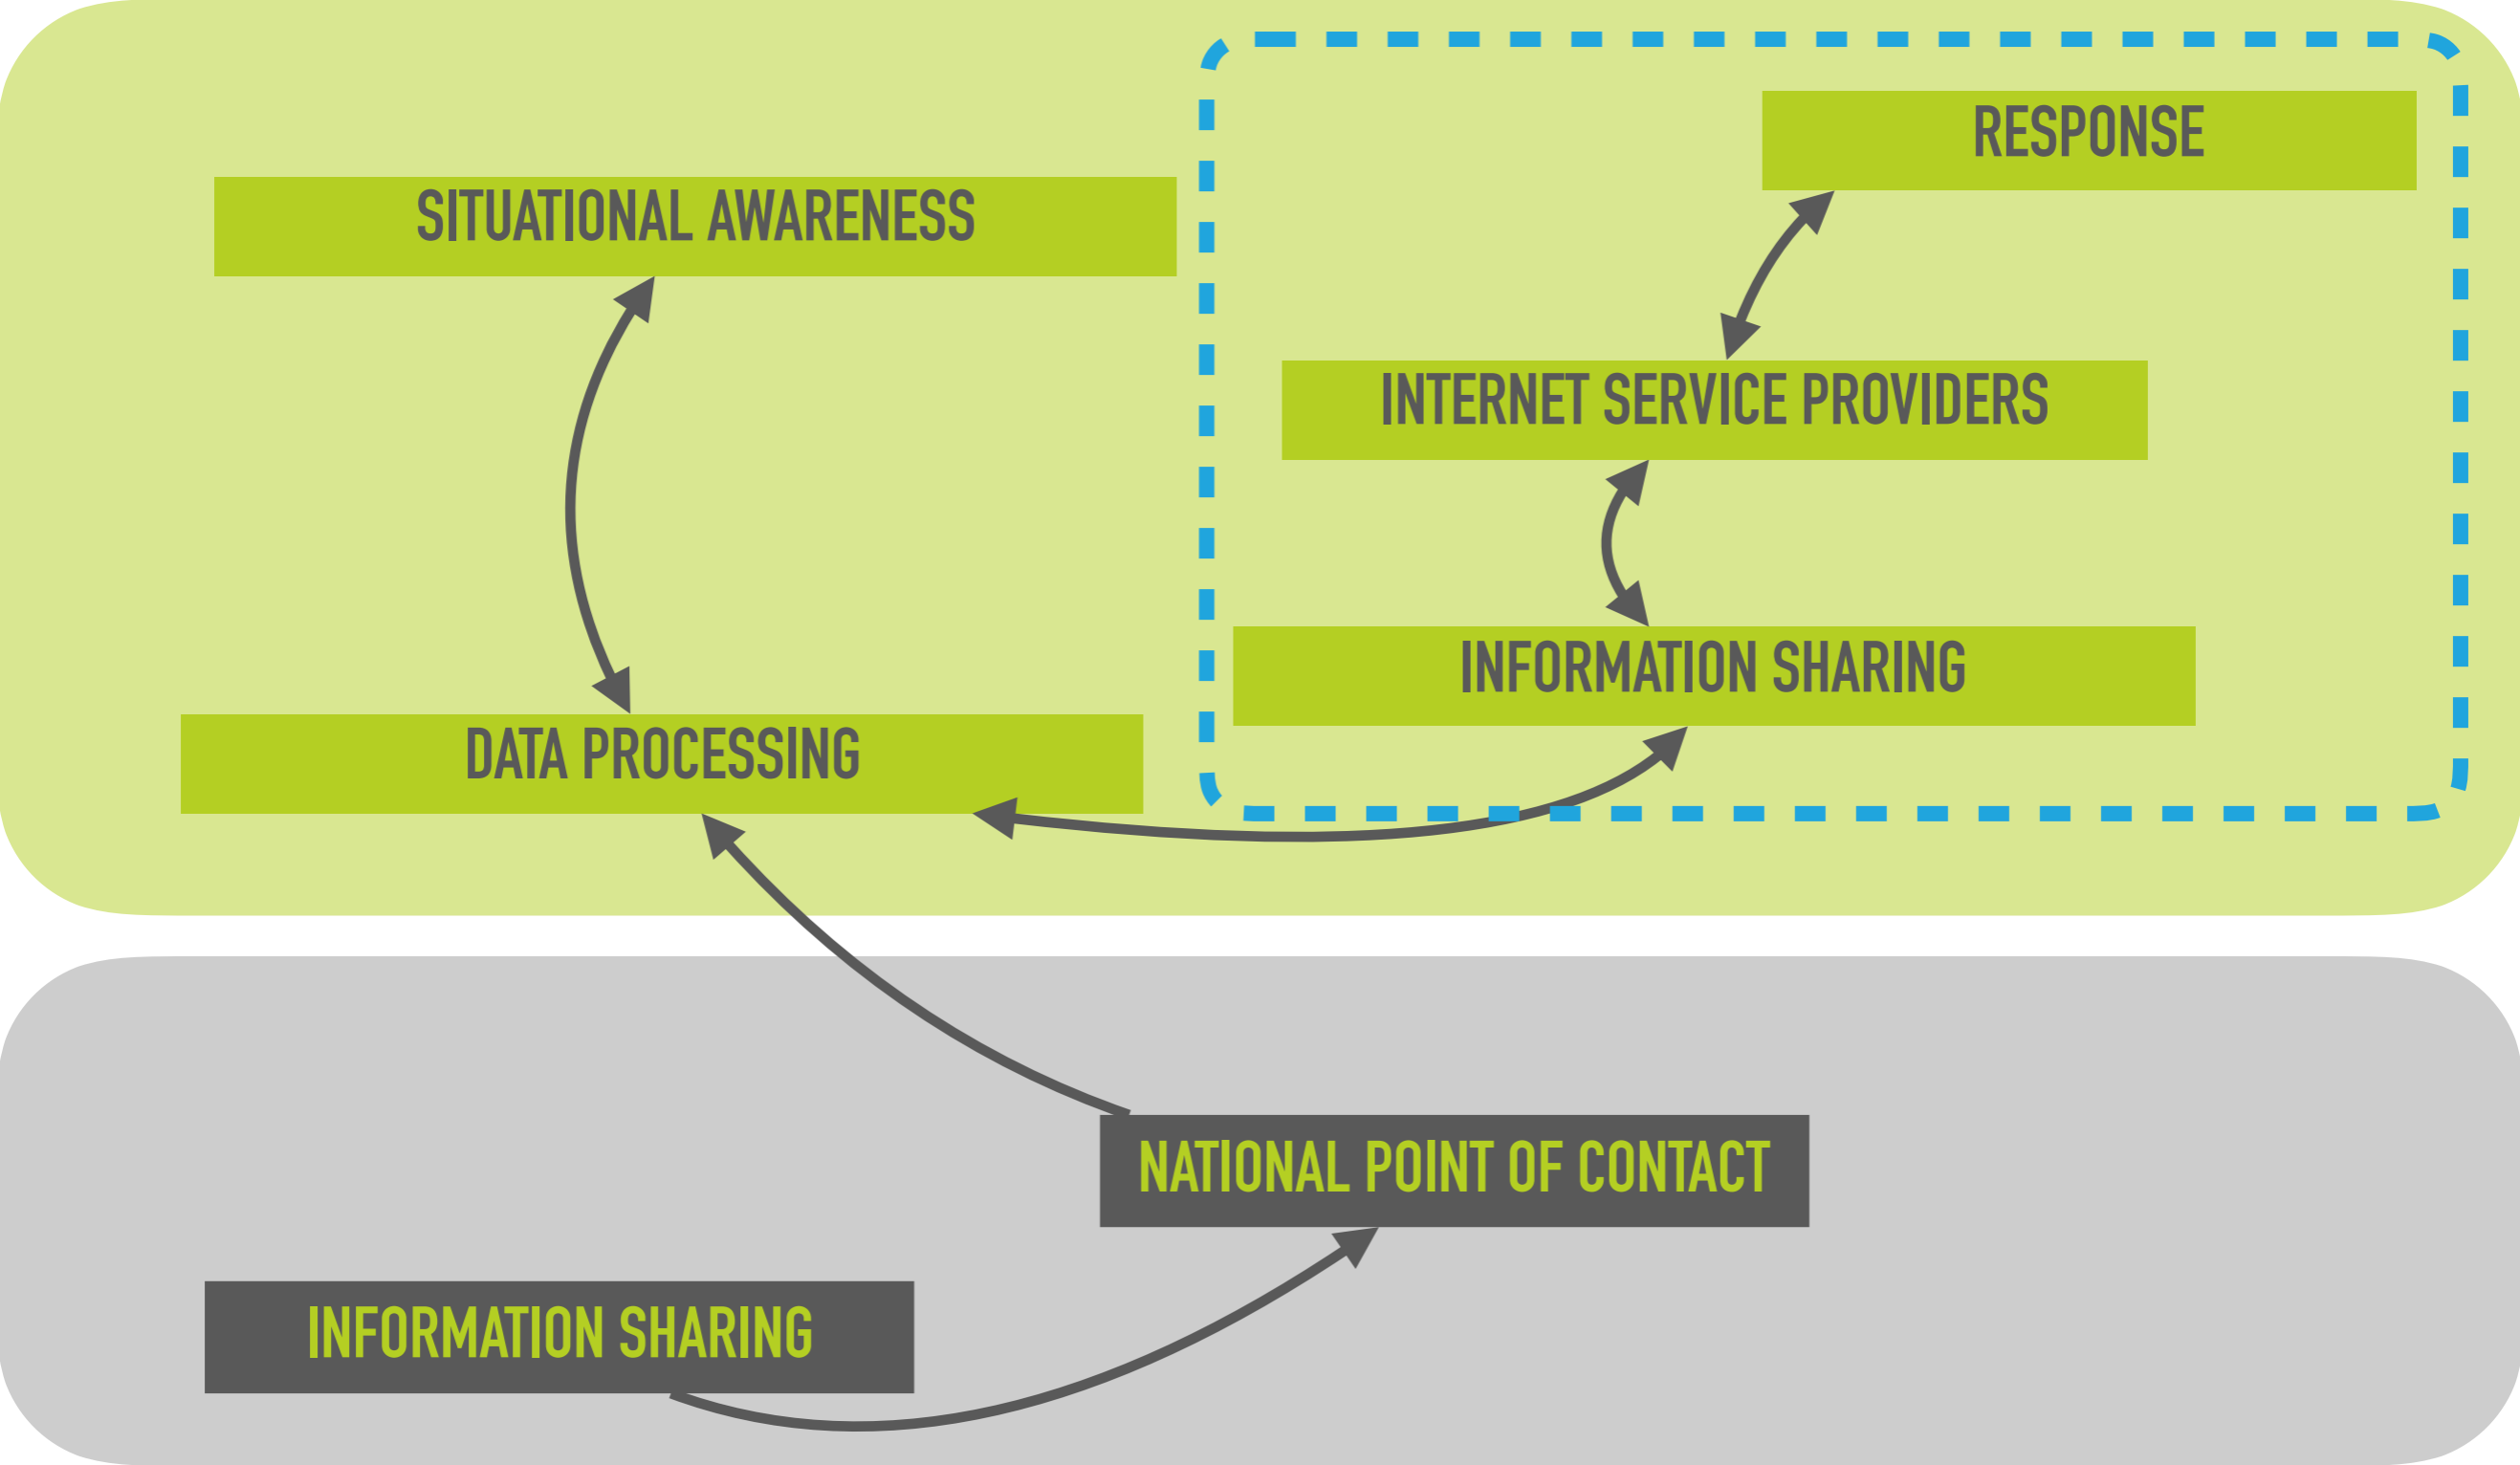 RESPONSE
SITUATIONAL AWARENESS
INTERNET SERVICE PROVIDERS
INFORMATION SHARING
DATA PROCESSING
NATIONAL POINT OF CONTACT
INFORMATION SHARING